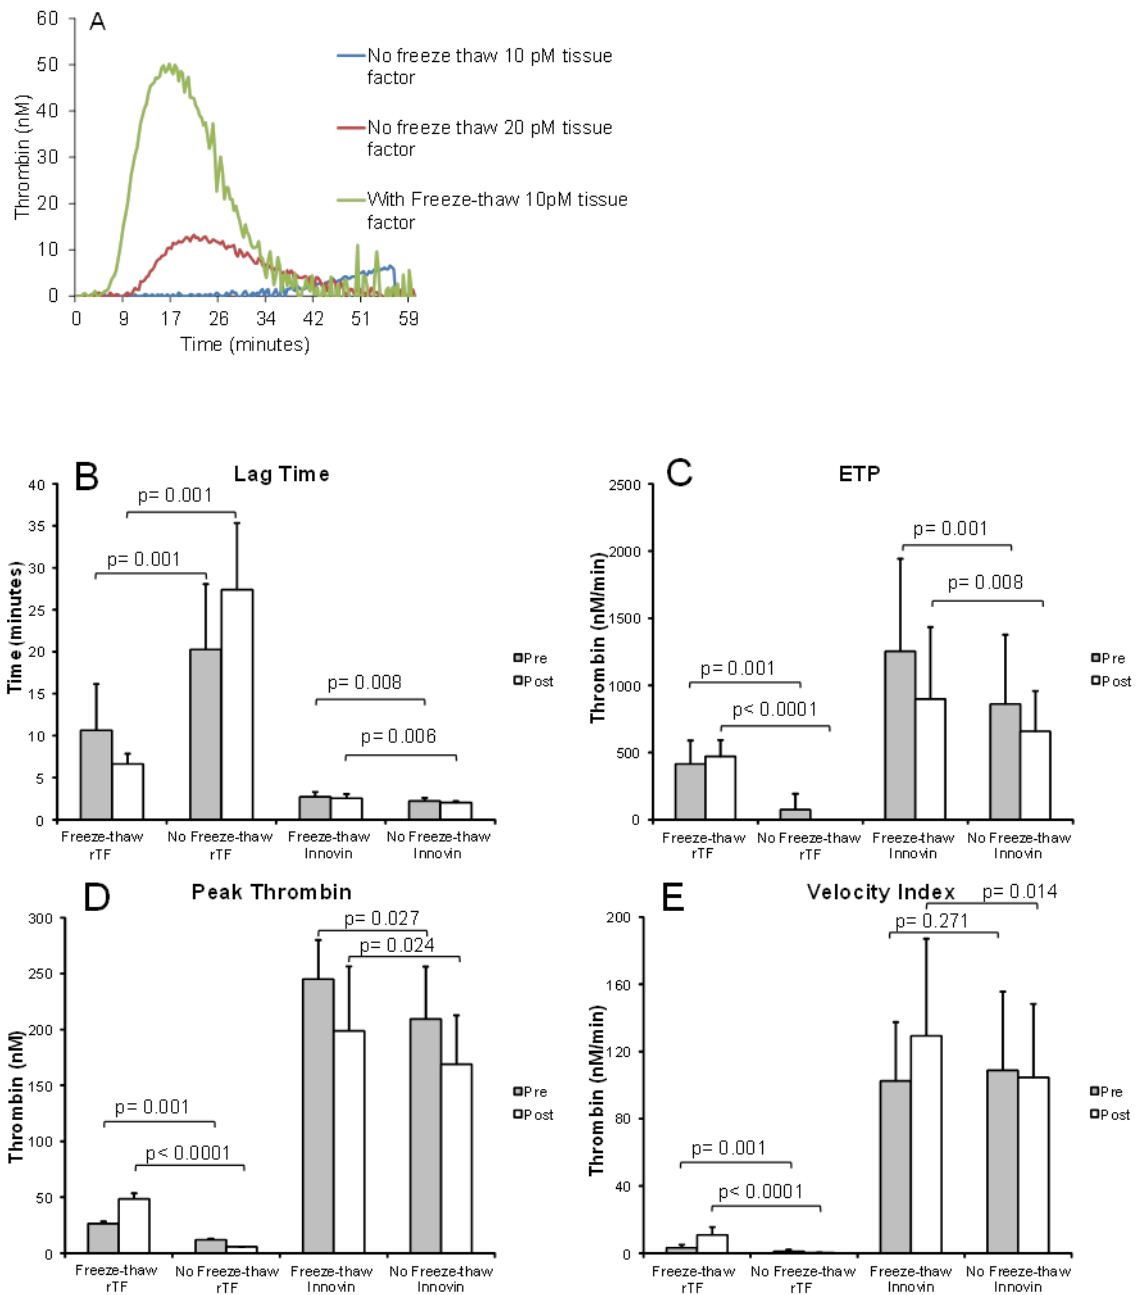 A
60
50
40
30
20
10
0
Thrombin (nM)
0 9 17 26 34 42 51 59
Time (minutes)
No freeze thaw 10 pM tissue
factor
No freeze thaw 20 pM tissue
factor
With Freeze-thaw 10pM tissue
factor
B
Lag Time
40
35
30
25
20
15
10
5
0
Time (minutes)
p= 0.001
p= 0.001
p= 0.008
p= 0.006
Freeze-thaw No Freeze-thaw Freeze-thaw No Freeze-thaw
rTF rTF Innovin Innovin
Pre
Post
C
ETP
2500
2000
1500
1000
500
0
Thrombin (nM/min)
p= 0.001
p= 0.008
p= 0.001
p< 0.0001
Freeze-thaw No Freeze-thaw Freeze-thaw No Freeze-thaw
rTF rTF Innovin Innovin
Pre
Post
D
Peak Thrombin
300
250
200
150
100
50
0
Thrombin (nM)
p= 0.027
p= 0.024
p= 0.001
p< 0.0001
Freeze-thaw No Freeze-thaw Freeze-thaw No Freeze-thaw
rTF rTF Innovin Innovin
Pre
Post
E
Velocity Index
200
160
120
80
40
0
Thrombin (nM/min)
p= 0.014
p= 0.271
p= 0.001
p< 0.0001
Freeze-thaw No Freeze-thaw Freeze-thaw No Freeze-thaw
rTF rTF Innovin Innovin
Pre
Post